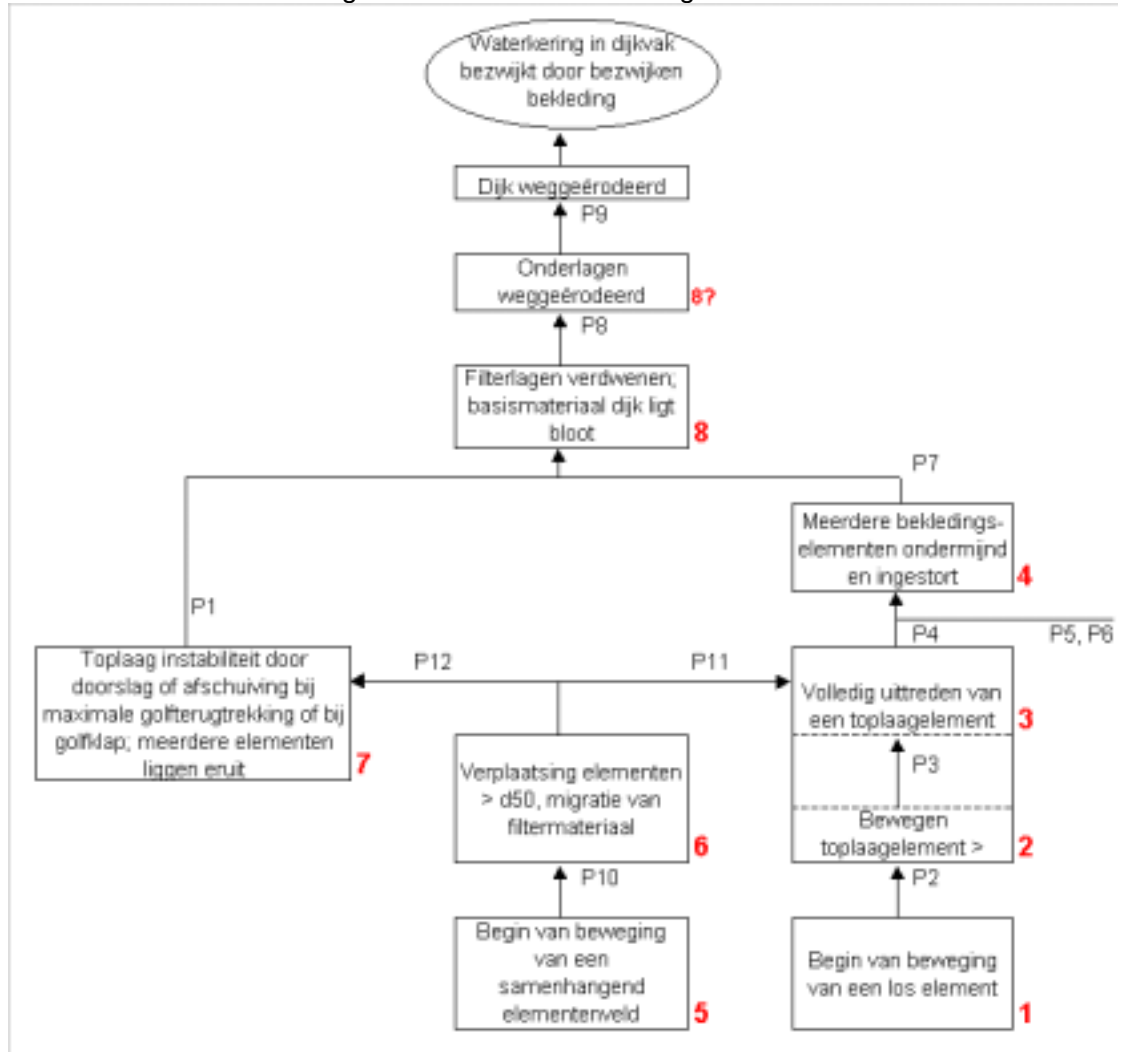 Waterkering in dijkvak
bezwijkt door bezwijken
bekleding
Dijk weggeërodeerd
P9
Onderlagen
weggeërodeerd
8?
P8
Filterlagen verdwenen;
basismateriaal dijk ligt
bloot
8
P7
Meerdere bekledings-
elementen ondermijnd
en ingestort
4
P1
P4
P5, P6
Toplaag instabiliteit door
doorslag of afschuiving bij
maximale golfterugtrekking of bij
golfklap; meerdere elementen
liggen eruit
7
P12
P11
Volledig uittreden van
een toplaagelement
3
P3
Bewegen
toplaagelement >
2
Verplaatsing elementen
> d50, migratie van
filtermateriaal
6
P10
P2
Begin van beweging
van een
samenhangend
elementenveld
5
Begin van beweging
van een los element
1